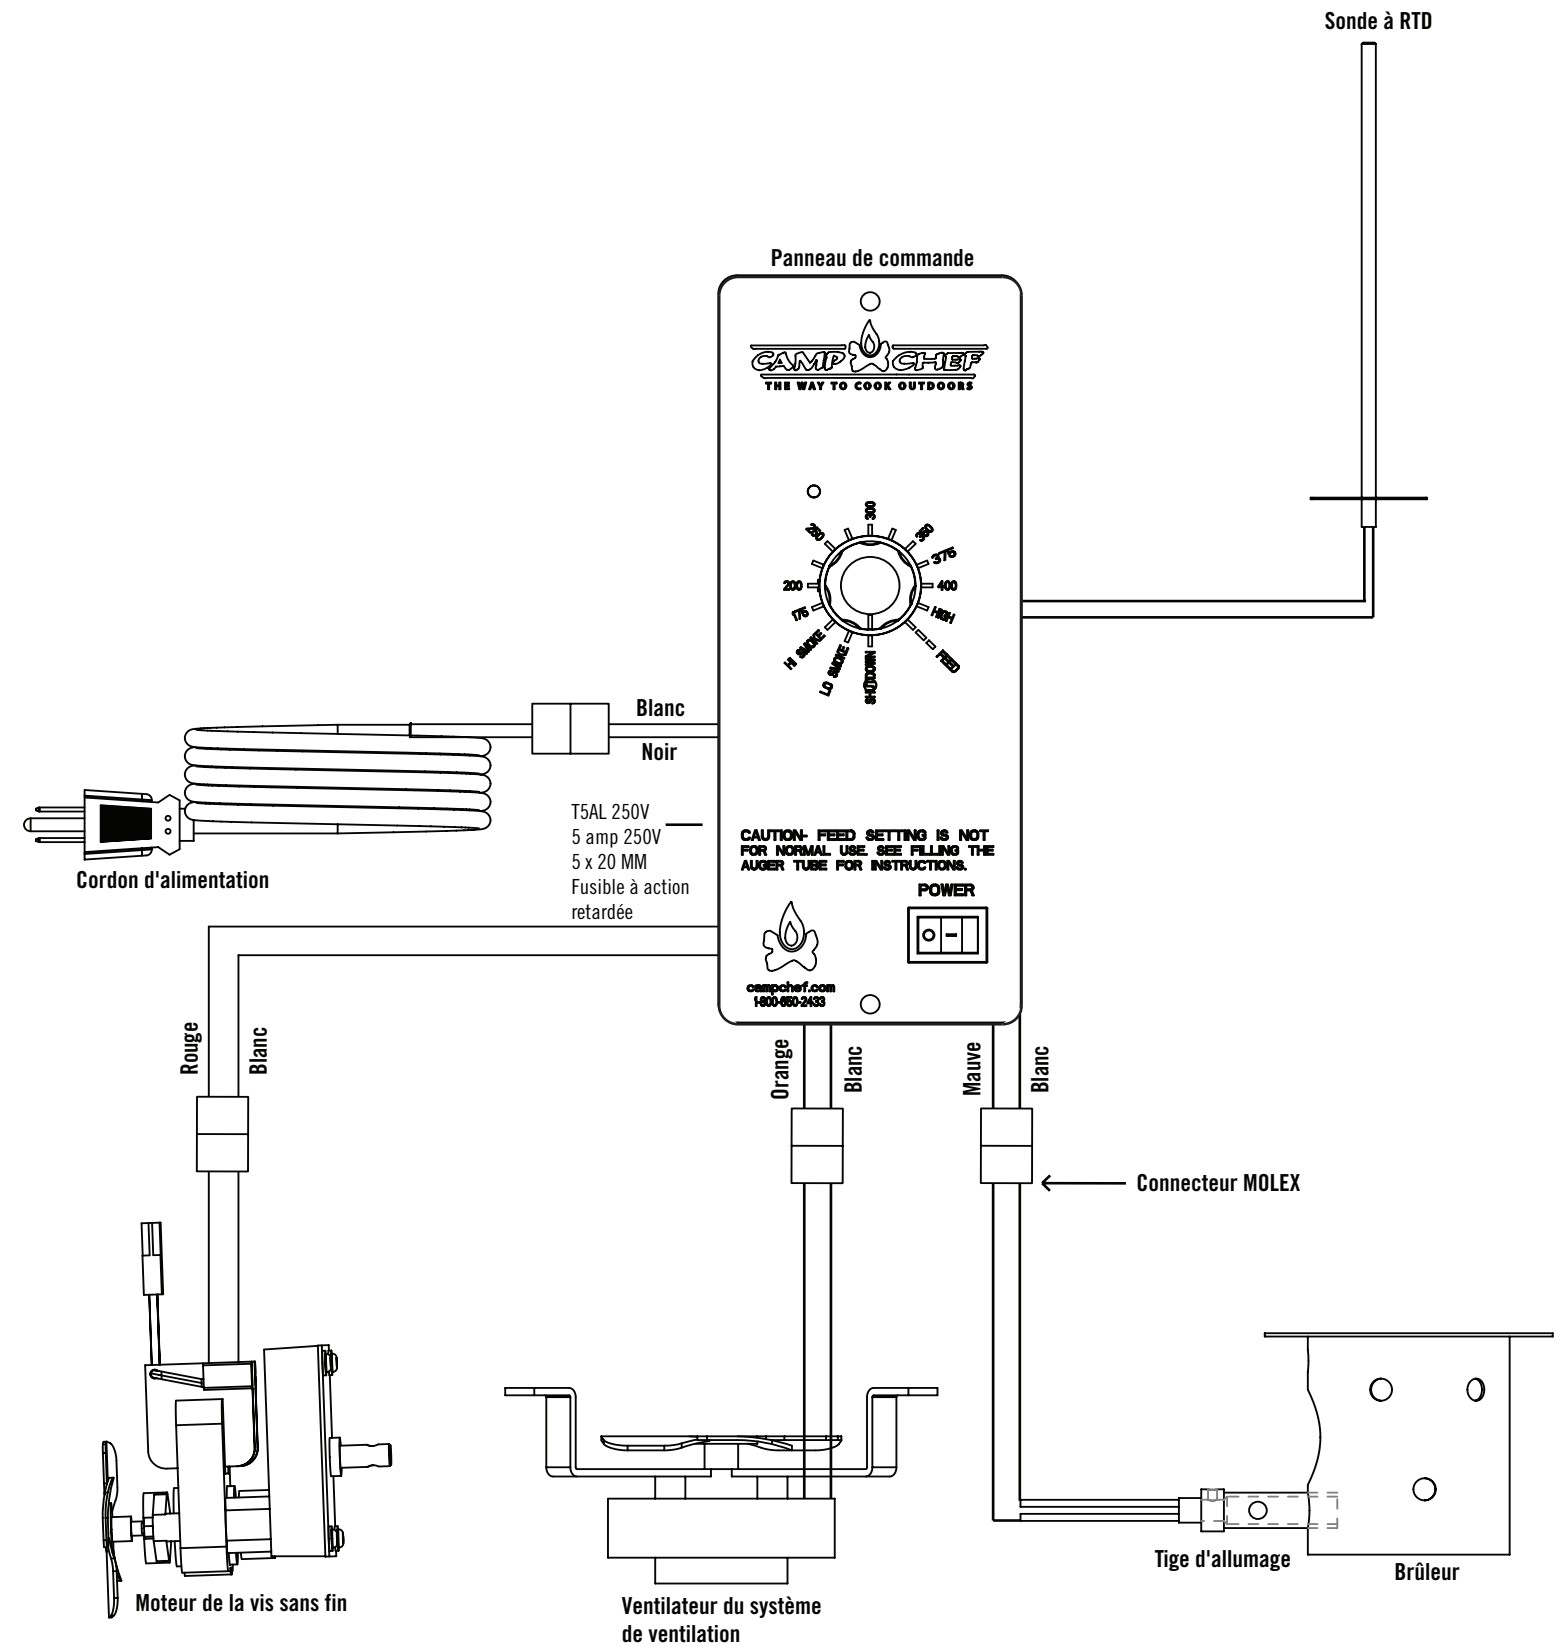 Sonde à RTD
Panneau de commande
CAMP CHEF
THE WAY TO COOK OUTDOORS
300
250
350
375
200
400
175
HIGH
HI SMOKE
LO SMOKE
SHUTDOWN
FEED
Blanc
Noir
T5AL 250V
5 amp 250V
5 x 20 MM
Fusible à action
retardée
Cordon d'alimentation
CAUTION- FEED SETTING IS NOT
FOR NORMAL USE. SEE FILLING THE
AUGER TUBE FOR INSTRUCTIONS.
POWER
campchef.com
1-800-650-2433
Rouge
Blanc
Orange
Blanc
Mauve
Blanc
Connecteur MOLEX
Tige d'allumage
Brûleur
Moteur de la vis sans fin
Ventilateur du système
de ventilation